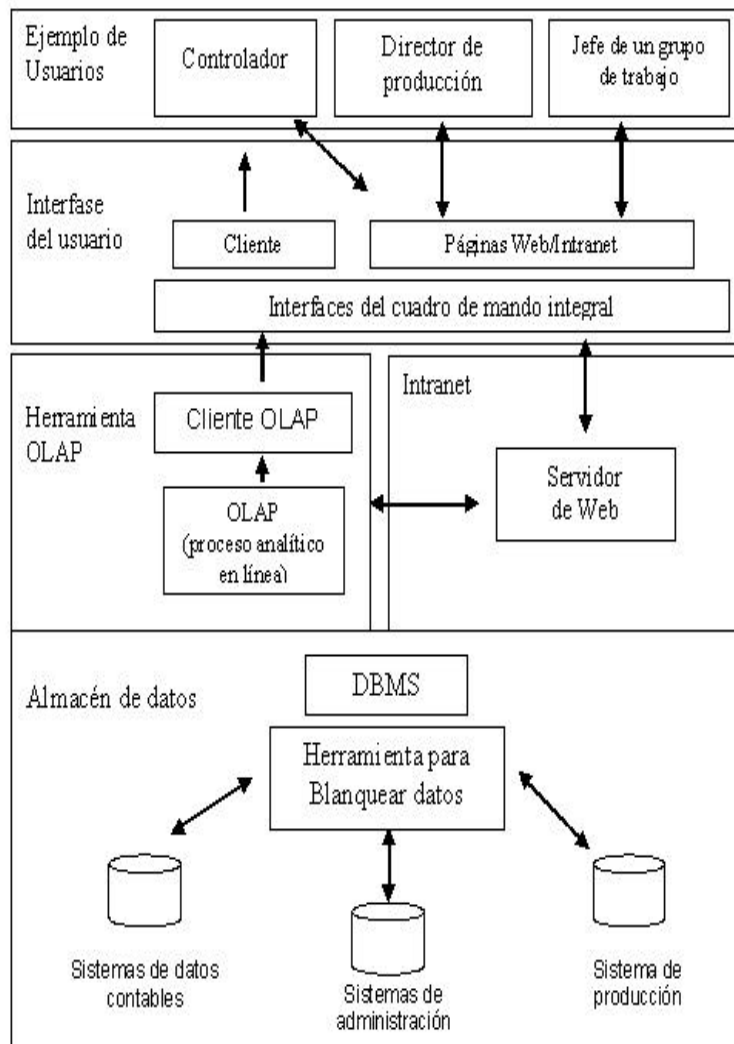 Ejemplo de
Usuarios
Controlador
Director de
producción
Jefe de un grupo
de trabajo
Interfase
del usuario
Cliente
Páginas Web/Intranet
Interfaces del cuadro de mando integral
Herramienta
OLAP
Cliente OLAP
OLAP
(proceso analítico
en línea)
Intranet
Servidor
de Web
Almacén de datos
DBMS
Herramienta para
Blanquear datos
Sistemas de datos
contables
Sistemas de
administración
Sistema de
producción